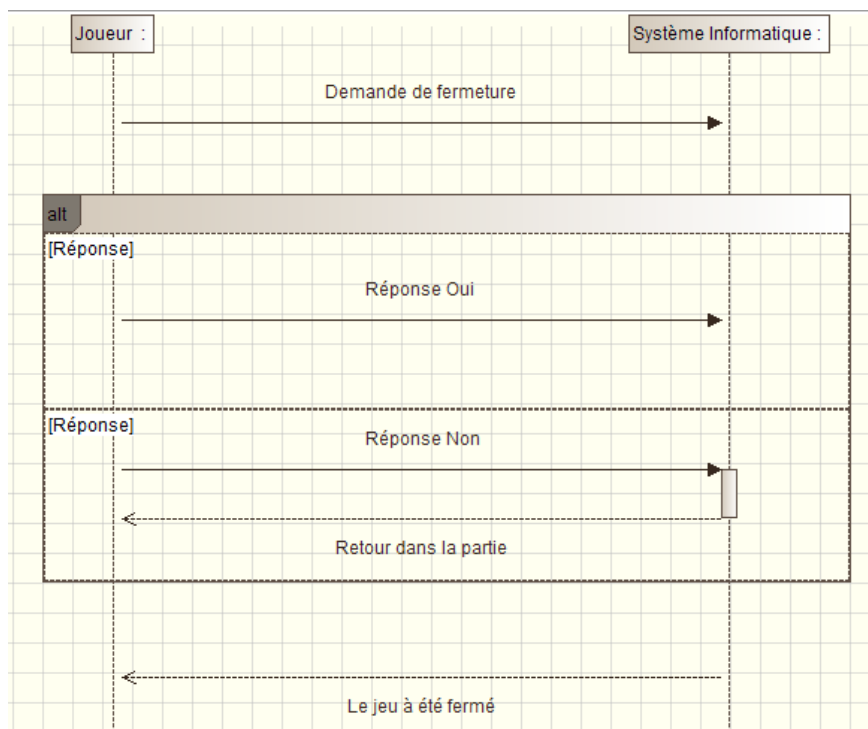 Joueur :
Système Informatique :
Demande de fermeture
alt
[Réponse]
Réponse Oui
[Réponse]
Réponse Non
Retour dans la partie
Le jeu à été fermé